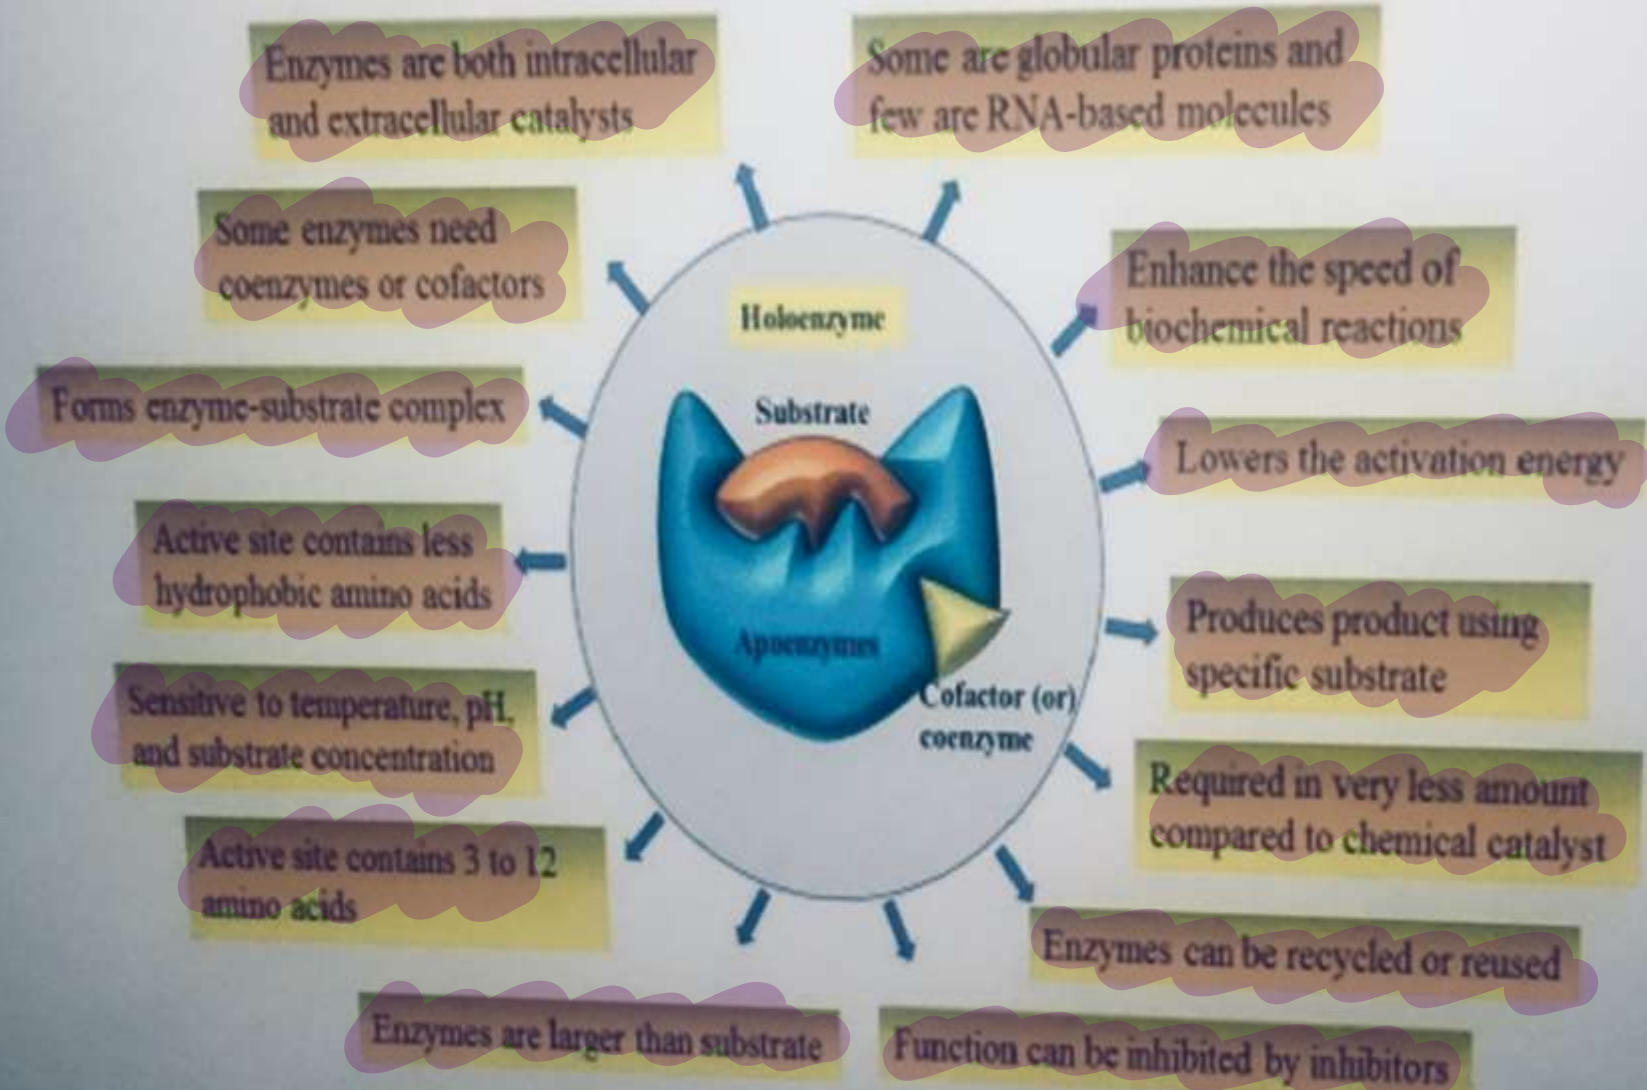 Enzymes are both intracellular
and extracellular catalysts
Some are globular proteins and
few are RNA-based molecules
Some enzymes need
coenzymes or cofactors
Enhance the speed of
biochemical reactions
Holoenzyme
Forms enzyme-substrate complex
Substrate
Lowers the activation energy
Active site contains less
hydrophobic amino acids
Produces product using
specific substrate
Apoenzymes
Sensitive to temperature, pH,
and substrate concentration
Cofactor (or)
coenzyme
Required in very less amount
compared to chemical catalyst
Active site contains 3 to 12
amino acids
Enzymes can be recycled or reused
Enzymes are larger than substrate
Function can be inhibited by inhibitors